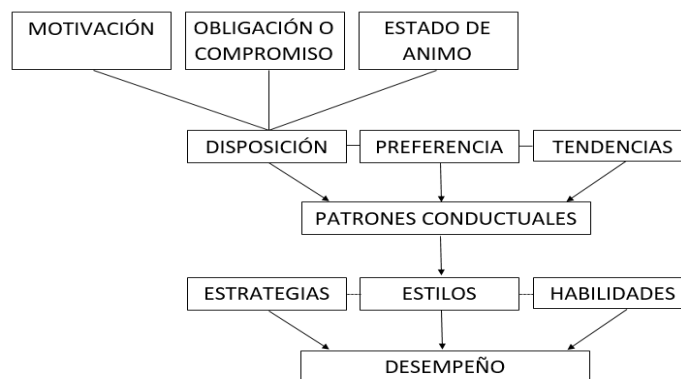 MOTIVACIÓN
OBLIGACIÓN O
COMPROMISO
ESTADO DE
ANIMO
DISPOSICIÓN
PREFERENCIA
TENDENCIAS
PATRONES CONDUCTUALES
ESTRATEGIAS
ESTILOS
HABILIDADES
DESEMPEÑO